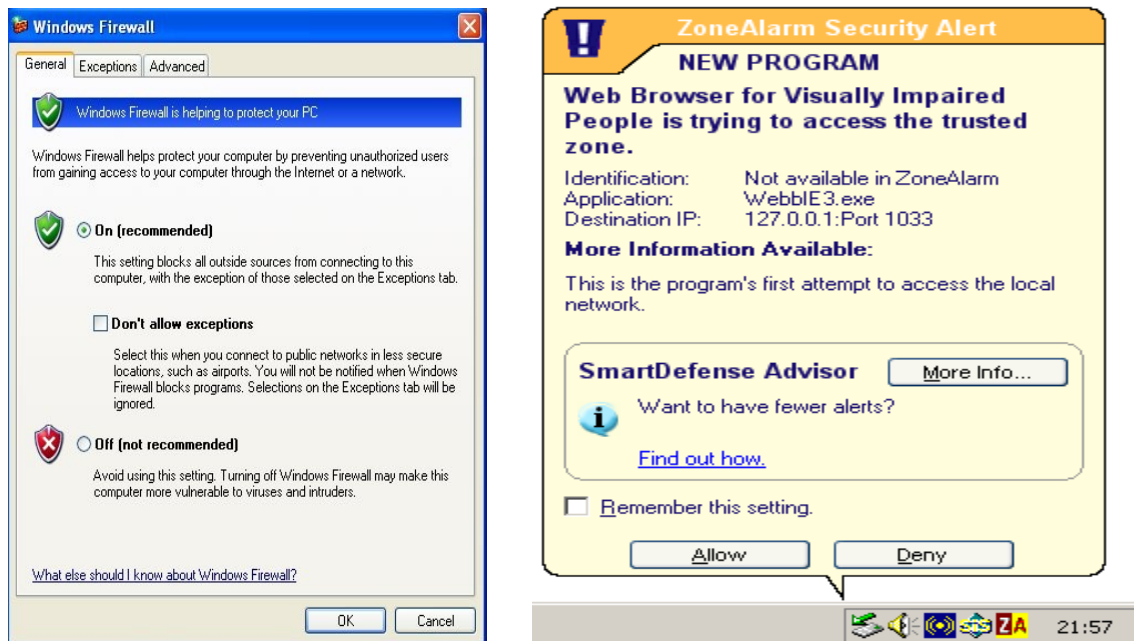 Windows Firewall
General Exceptions Advanced
Windows Firewall is helping to protect your PC
Windows Firewall helps protect your computer by preventing unauthorized users
from gaining access to your computer through the Internet or a network.
On (recommended)
This setting blocks all outside sources from connecting to this
computer, with the exception of those selected on the Exceptions tab.
Don't allow exceptions
Select this when you connect to public networks in less secure
locations, such as airports. You will not be notified when Windows
Firewall blocks programs. Selections on the Exceptions tab will be
ignored.
Off (not recommended)
Avoid using this setting. Turning off Windows Firewall may make this
computer more vulnerable to viruses and intruders.
What else should I know about Windows Firewall?
OK Cancel
ZoneAlarm Security Alert
NEW PROGRAM
Web Browser for Visually Impaired
People is trying to access the trusted
zone.
Identification: Not available in ZoneAlarm
Application: WebbIE3.exe
Destination IP: 127.0.0.1:Port 1033
More Information Available:
This is the program's first attempt to access the local
network.
SmartDefense Advisor More Info...
Want to have fewer alerts?
Find out how.
Remember this setting.
Allow Deny
ZA 21:57